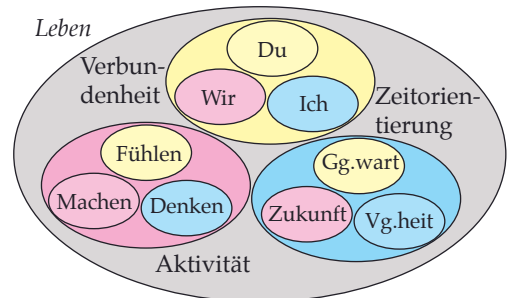 Leben
Du
Verbun-
denheit
Wir
Ich
Zeitorien-
tierung
Fühlen
Machen
Denken
Gg.wart
Zukunft
Vg.heit
Aktivität